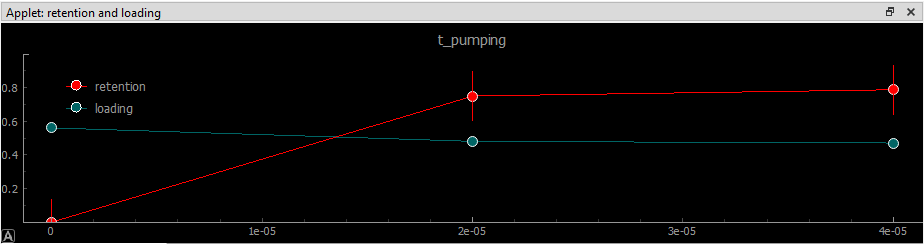 Applet: retention and loading
t_pumping
retention
loading
0.8
0.6
0.4
0.2
0 1e-05 2e-05 3e-05 4e-05
A